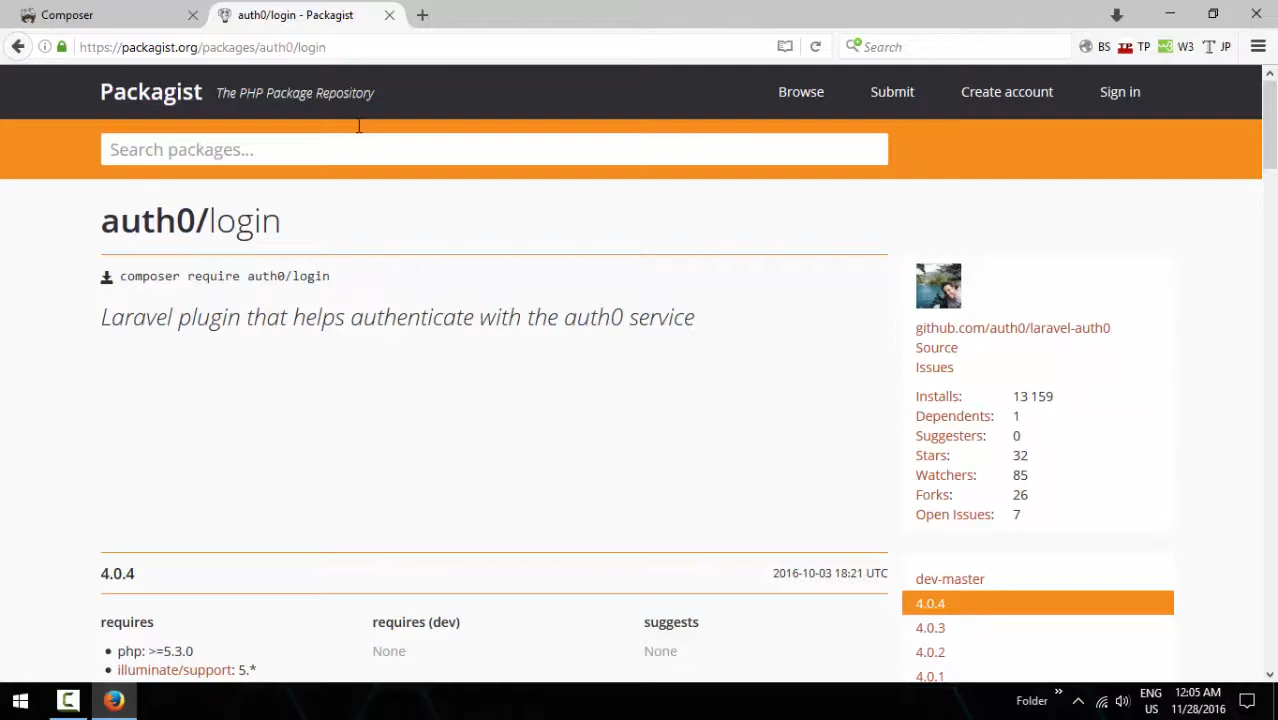 Composer
auth0/login - Packagist
https://packagist.org/packages/auth0/login
Search
BS
TP
W3
JP
Packagist The PHP Package Repository
Browse
Submit
Create account
Sign in
Search packages...
auth0/login
composer require auth0/login
Laravel plugin that helps authenticate with the auth0 service
github.com/auth0/laravel-auth0
Source
Issues
Installs: 13 159
Dependents: 1
Suggesters: 0
Stars: 32
Watchers: 85
Forks: 26
Open Issues: 7
4.0.4
2016-10-03 18:21 UTC
requires
php: >=5.3.0
illuminate/support: 5.*
requires (dev)
None
suggests
None
dev-master
4.0.4
4.0.3
4.0.2
4.0.1
Folder
ENG
US
12:05 AM
11/28/2016